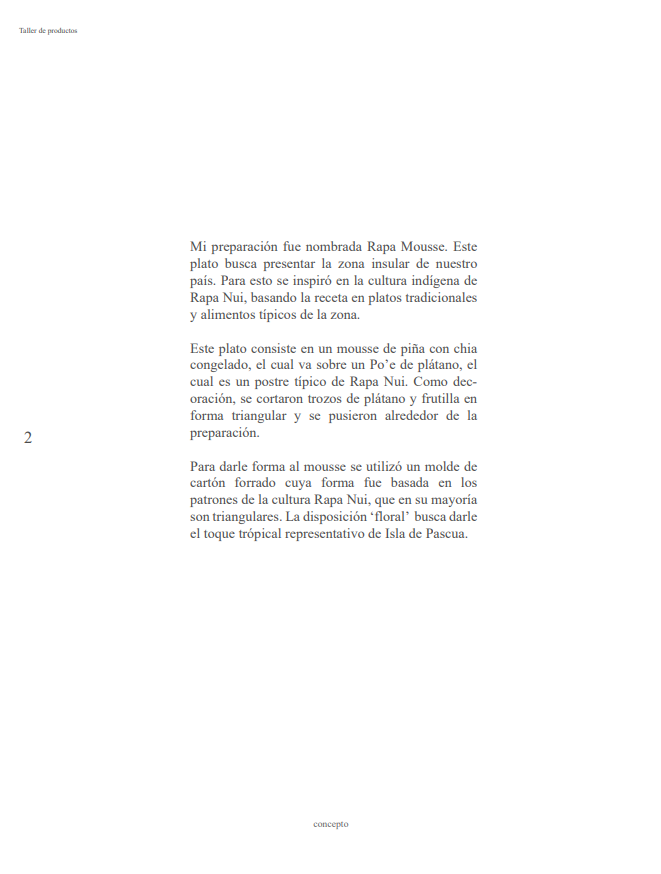 Taller de productos
Mi preparación fue nombrada Rapa Mousse. Este
plato busca presentar la zona insular de nuestro
país. Para esto se inspiró en la cultura indígena de
Rapa Nui, basando la receta en platos tradicionales
y alimentos típicos de la zona.
Este plato consiste en un mousse de piña con chia
congelado, el cual va sobre un Po’e de plátano, el
cual es un postre típico de Rapa Nui. Como dec-
oración, se cortaron trozos de plátano y frutilla en
forma triangular y se pusieron alrededor de la
preparación.
2
Para darle forma al mousse se utilizó un molde de
cartón forrado cuya forma fue basada en los
patrones de la cultura Rapa Nui, que en su mayoría
son triangulares. La disposición ‘floral’ busca darle
el toque trópical representativo de Isla de Pascua.
concepto